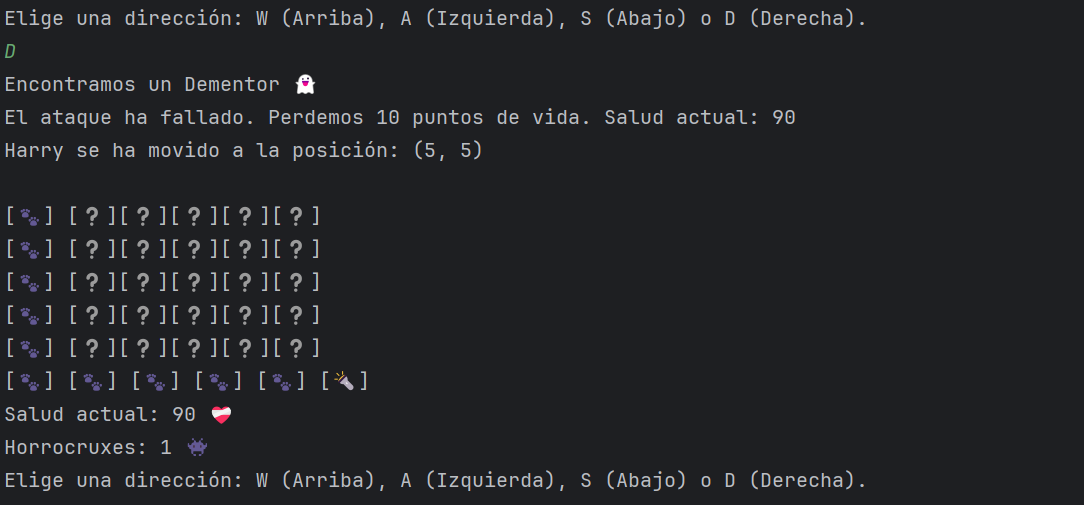 Elige una dirección: W (Arriba), A (Izquierda), S (Abajo) o D (Derecha).
D
Encontramos un Dementor 👻
El ataque ha fallado. Perdemos 10 puntos de vida. Salud actual: 90
Harry se ha movido a la posición: (5, 5)
[🐾] [❔][❔][❔][❔][❔]
[🐾] [❔][❔][❔][❔][❔]
[🐾] [❔][❔][❔][❔][❔]
[🐾] [❔][❔][❔][❔][❔]
[🐾] [❔][❔][❔][❔][❔]
[🐾] [🐾] [🐾] [🐾] [🐾] [🔦]
Salud actual: 90 ❤️‍🩹
Horrocruxes: 1 👾
Elige una dirección: W (Arriba), A (Izquierda), S (Abajo) o D (Derecha).